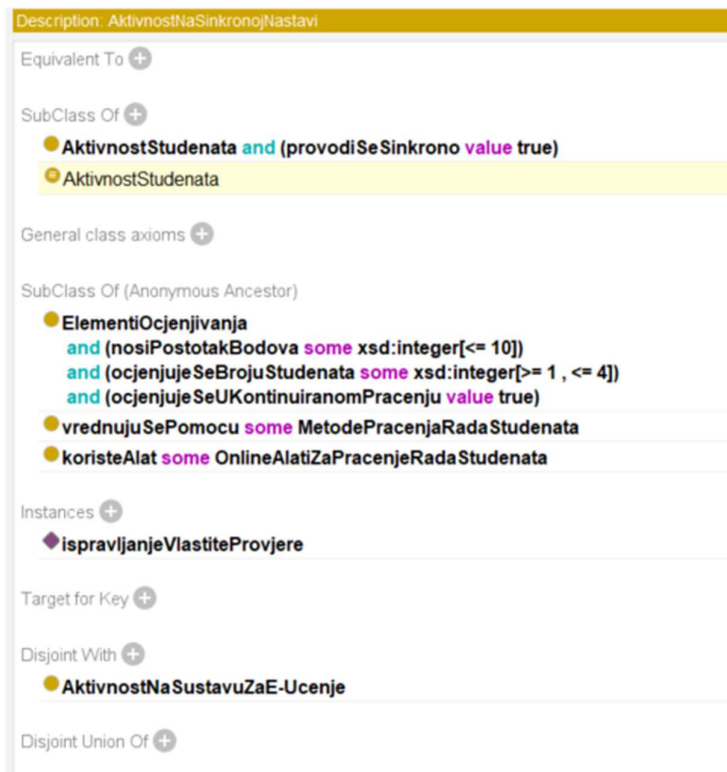 Description: AktivnostNaSinkronojNastavi
Equivalent To
SubClass Of
AktivnostStudenata and (provodiSeSinkrono value true)
AktivnostStudenata
General class axioms
SubClass Of (Anonymous Ancestor)
ElementiOcjenjivanja
and (nosiPostotakBodova some xsd:integer[<= 10])
and (ocjenjujeSeBrojuStudenata some xsd:integer[>= 1 , <= 4])
and (ocjenjujeSeUKontinuiranomPracenju value true)
vrednujuSePomocu some MetodePracenjaRadaStudenata
koristeAlat some OnlineAlatiZaPracenjeRadaStudenata
Instances
ispravljanjeVlastiteProvjere
Target for Key
Disjoint With
AktivnostNaSustavuZaE-Ucenje
Disjoint Union Of